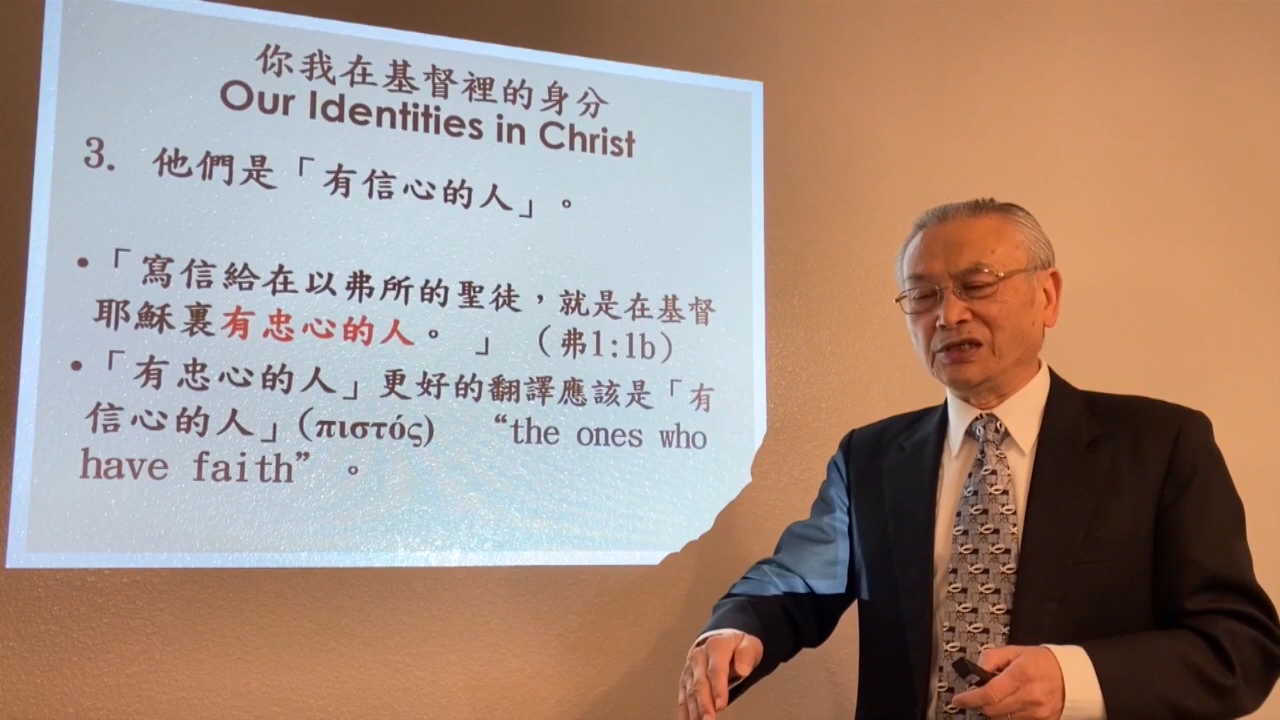 你我在基督裡的身分
Our Identities in Christ
3. 他們是「有信心的人」。
•「寫信給在以弗所的聖徒，就是在基督
耶穌裏有忠心的人。」（弗1:1b）
•「有忠心的人」更好的翻譯應該是「有
信心的人」(πιστός) “the ones who
have faith”。